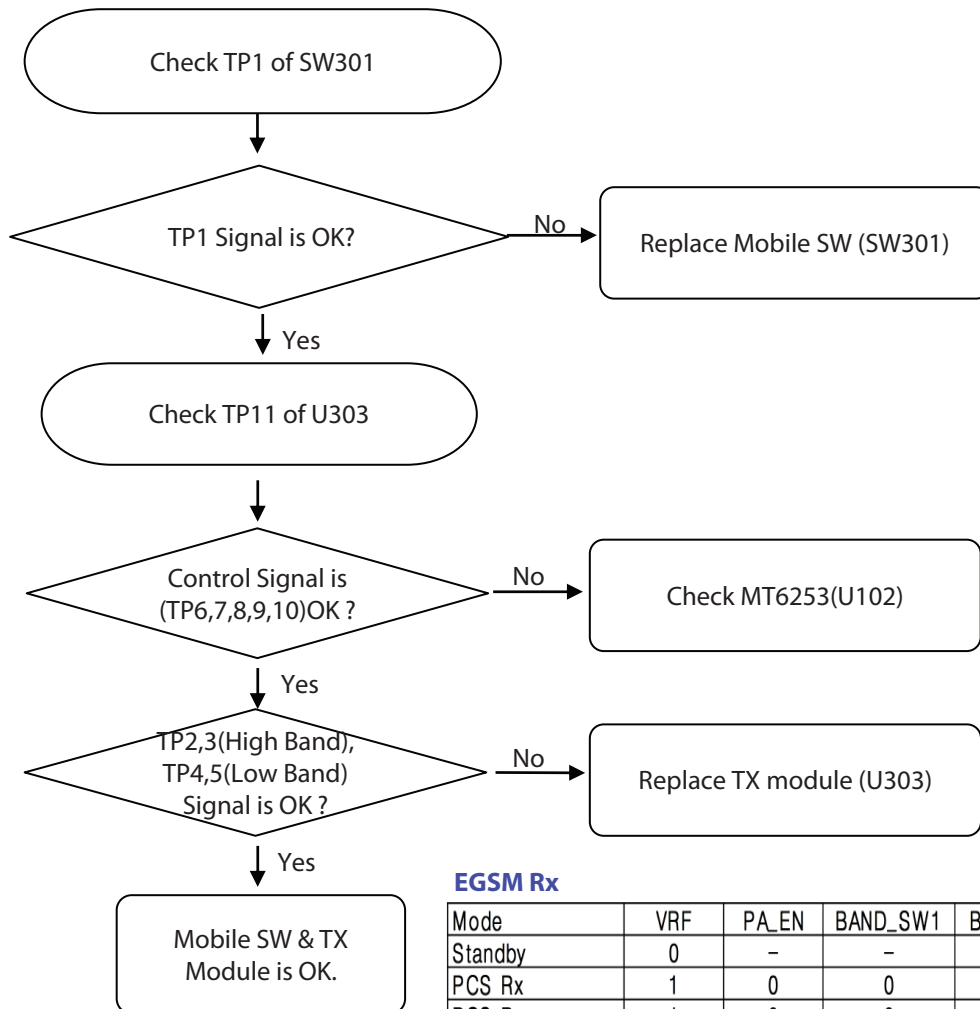 Check TP1 of SW301
TP1 Signal is OK?
No
Replace Mobile SW (SW301)
Yes
Check TP11 of U303
Control Signal is
(TP6,7,8,9,10)OK ?
No
Check MT6253(U102)
Yes
TP2,3(High Band),
TP4,5(Low Band)
Signal is OK ?
No
Replace TX module (U303)
Yes
Mobile SW & TX
Module is OK.
EGSM Rx
Mode VRF PA_EN BAND_SW1 B
Standby 0 – –
PCS Rx 1 0 0